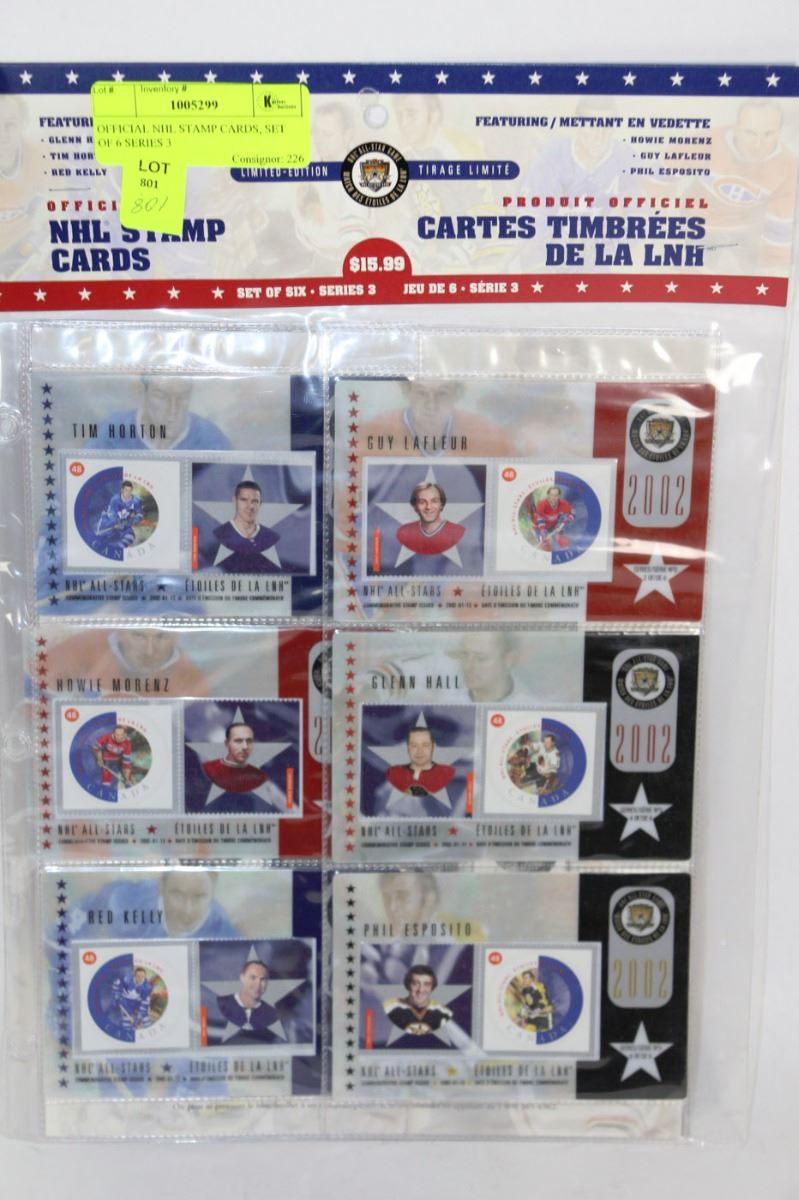 Lot #
Inventory #
1005299
OFFICIAL NHL STAMP CARDS, SET
OF 6 SERIES 3
Consignor: 226
LOT
801
801
FEATURI
· GLENN H
· TIM HOR
· RED KELLY
LIMITED-EDITION
TIRAGE LIMITÉ
FEATURING/METTANT EN VEDETTE
· HOWIE MORENZ
· GUY LAFLEUR
· PHIL ESPOSITO
OFFICI
NHL STAMP
CARDS
PRODUIT OFFICIEL
CARTES TIMBRÉES
DE LA LNH
$15.99
SET OF SIX · SERIES 3
JEU DE 6 · SÉRIE 3
TIM HORTON
48
CANADA
NHL ALL-STARS ★ ÉTOILES DE LA LNH
GUY LAFLEUR
48
CANADA
2002
NHL ALL-STARS ★ ÉTOILES DE LA LNH
HOWIE MORENZ
48
CANADA
2
NHL ALL-STARS ★ ÉTOILES DE LA LNH
GLENN HALL
48
CANADA
2002
NHL ALL-STARS ★ ÉTOILES DE LA LNH
RED KELLY
48
CANADA
NHL ALL-STARS ★ ÉTOILES DE LA LNH
PHIL ESPOSITO
48
CANADA
2002
NHL ALL-STARS ★ ÉTOILES DE LA LNH